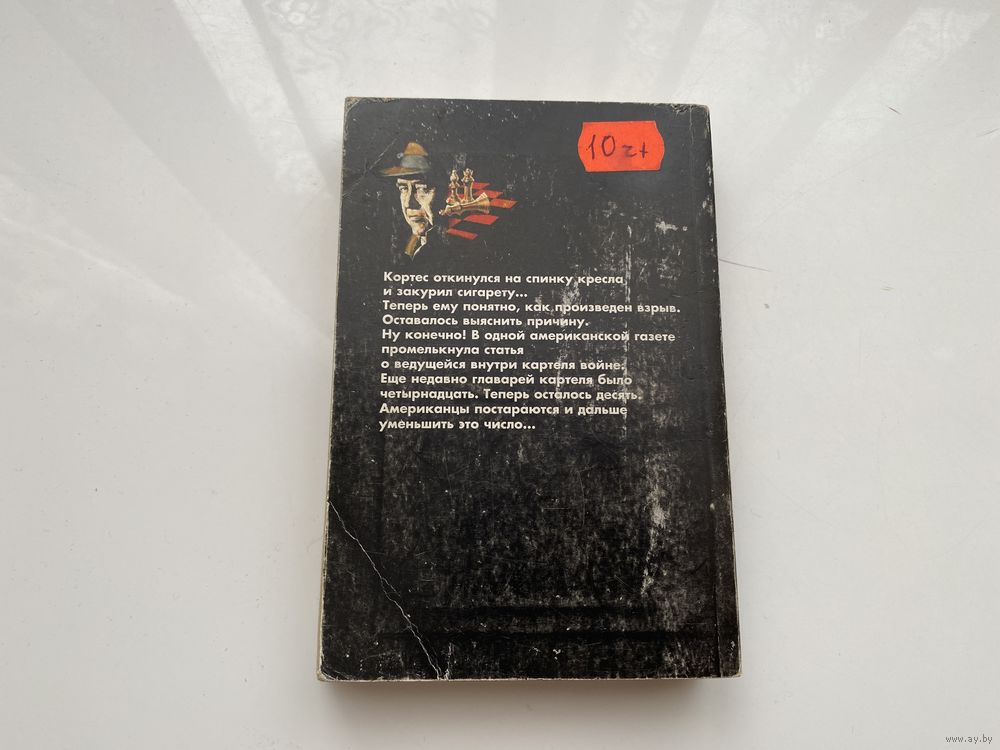 10
Кортес откинулся на спинку кресла
и закурил сигарету...
Теперь ему понятно, как произведен взрыв.
Оставалось выяснить причину.
Ну конечно! В одной американской газете
промелькнула статья
о ведущейся внутри картеля войне.
Еще недавно главарей картеля было
четырнадцать. Теперь осталось десять.
Американцы постараются и дальше
уменьшить это число...
www.ay.by